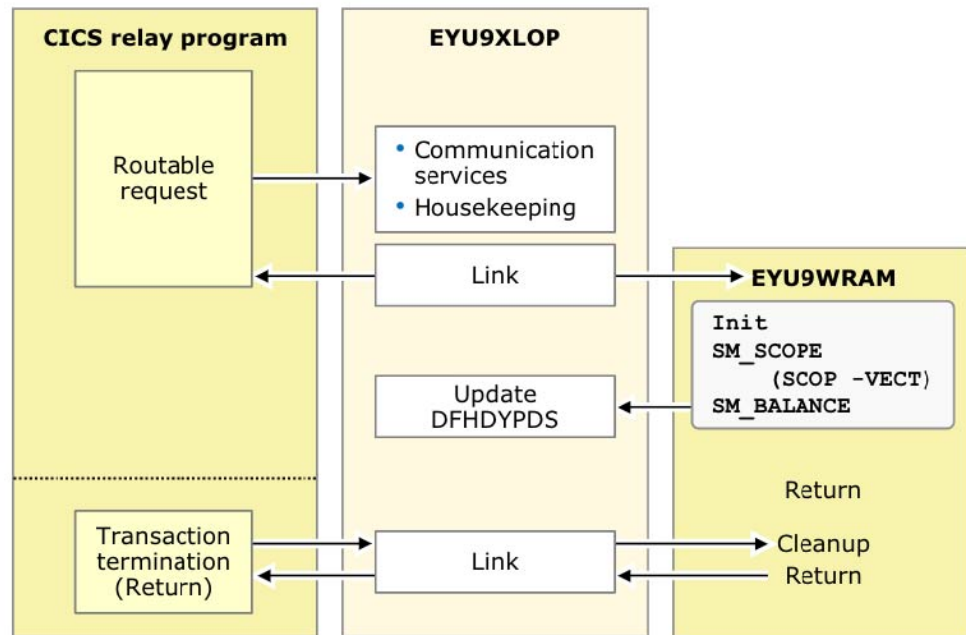 CICS relay program
EYU9XLOP
Routable
request
• Communication
services
• Housekeeping
Link
EYU9WRAM
Init
SM_SCOPE
(SCOP -VECT)
SM_BALANCE
Update
DFHDYPDS
Return
Transaction
termination
(Return)
Link
Cleanup
Return